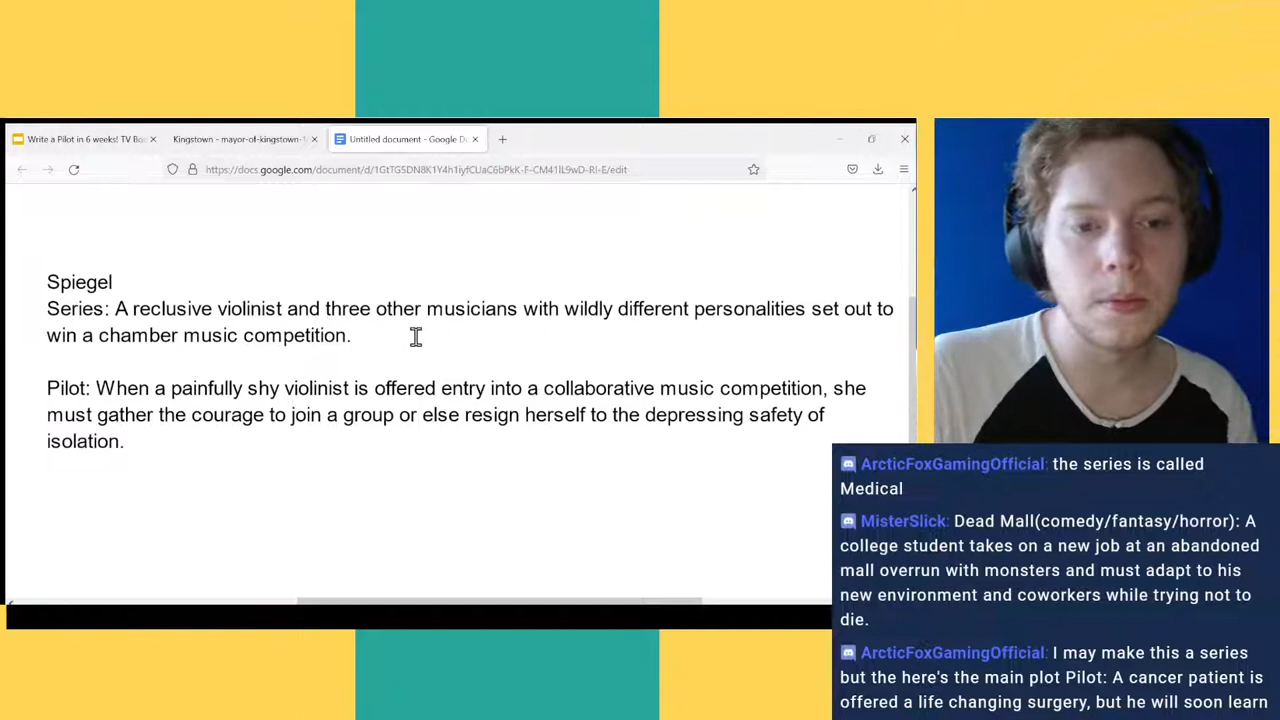 Write a Pilot in 6 weeks! TV Bo
Kingstown - mayor-of-kingstown-
Untitled document - Google D
https://docs.google.com/document/d/1GtTG5DN8K1Y4h1iyfCUaC6bPkK-F-CM41lL9wD-RI-E/edit
Spiegel
Series: A reclusive violinist and three other musicians with wildly different personalities set out to
win a chamber music competition.
Pilot: When a painfully shy violinist is offered entry into a collaborative music competition, she
must gather the courage to join a group or else resign herself to the depressing safety of
isolation.
ArcticFoxGamingOfficial: the series is called
Medical
MisterSlick: Dead Mall(comedy/fantasy/horror): A
college student takes on a new job at an abandoned
mall overrun with monsters and must adapt to his
new environment and coworkers while trying not to
die.
ArcticFoxGamingOfficial: I may make this a series
but the here's the main plot Pilot: A cancer patient is
offered a life changing surgery, but he will soon learn